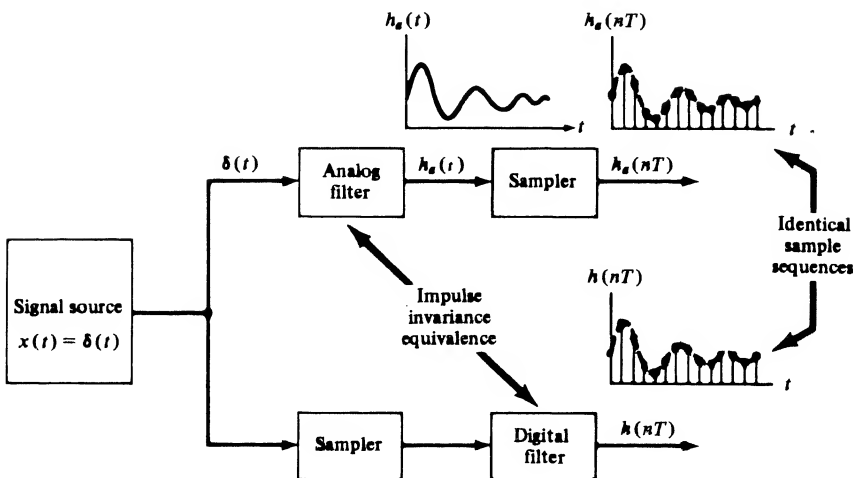 hₐ(t)
hₐ(nT)
t
t
δ(t)
Analog
filter
hₐ(t)
Sampler
hₐ(nT)
Identical
sample
sequences
Signal source
x(t) = δ(t)
Impulse
invariance
equivalence
h(nT)
t
Sampler
Digital
filter
h(nT)